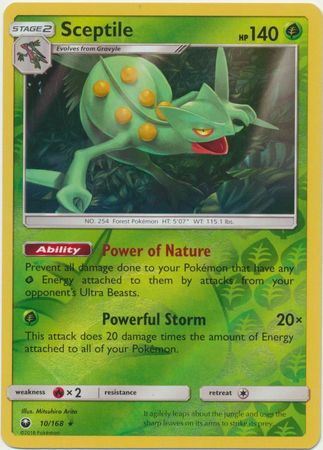 STAGE 2
Sceptile
HP 140
Evolves from Grovyle
NO. 254 Forest Pokémon HT: 5'07" WT: 115.1 lbs.
Ability Power of Nature
Prevent all damage done to your Pokémon that have any
Energy attached to them by attacks from your
opponent's Ultra Beasts.
Powerful Storm 20×
This attack does 20 damage times the amount of Energy
attached to all of your Pokémon.
weakness × 2 resistance retreat
Illus. Mitsuhiro Arita
10/168 ★
©2018 Pokémon
It agilely leaps about the jungle and uses the
sharp leaves on its arms to strike its prey.